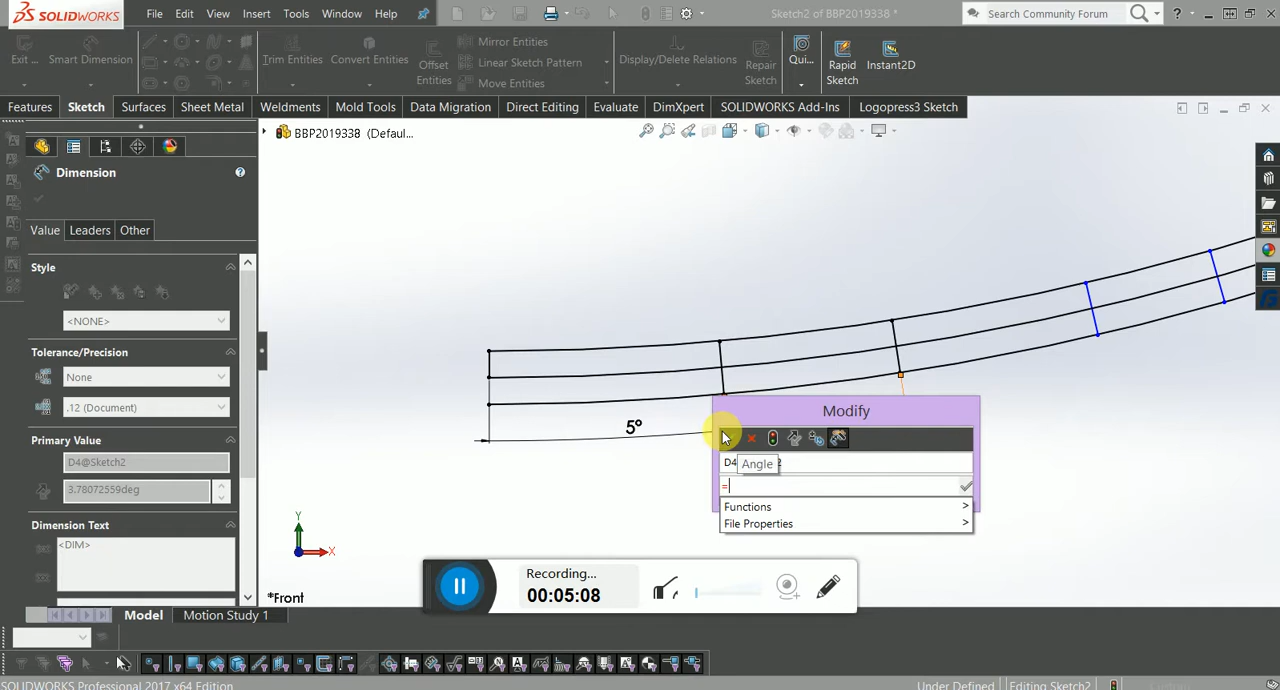 SOLIDWORKS
File Edit View Insert Tools Window Help
Sketch2 of BBP2019338 *
Search Community Forum
?
Exit ...
Smart Dimension
Trim Entities
Convert Entities
Offset Entities
Mirror Entities
Linear Sketch Pattern
Move Entities
Display/Delete Relations
Repair Sketch
Qui...
Rapid Sketch
Instant2D
Features Sketch Surfaces Sheet Metal Weldments Mold Tools Data Migration Direct Editing Evaluate DimXpert SOLIDWORKS Add-Ins Logopress3 Sketch
BBP2019338 (Defaul...
Dimension
?
Value Leaders Other
Style
<NONE>
Tolerance/Precision
None
.12 (Document)
Primary Value
D4@Sketch2
3.78072559deg
Dimension Text
<DIM>
5°
Modify
D4
2
Angle
=
Functions >
File Properties >
Y
X
*Front
Recording...
00:05:08
Model Motion Study 1
SOLIDWORKS Professional 2017 x64 Edition
Under Defined
Editing Sketch2
Custom